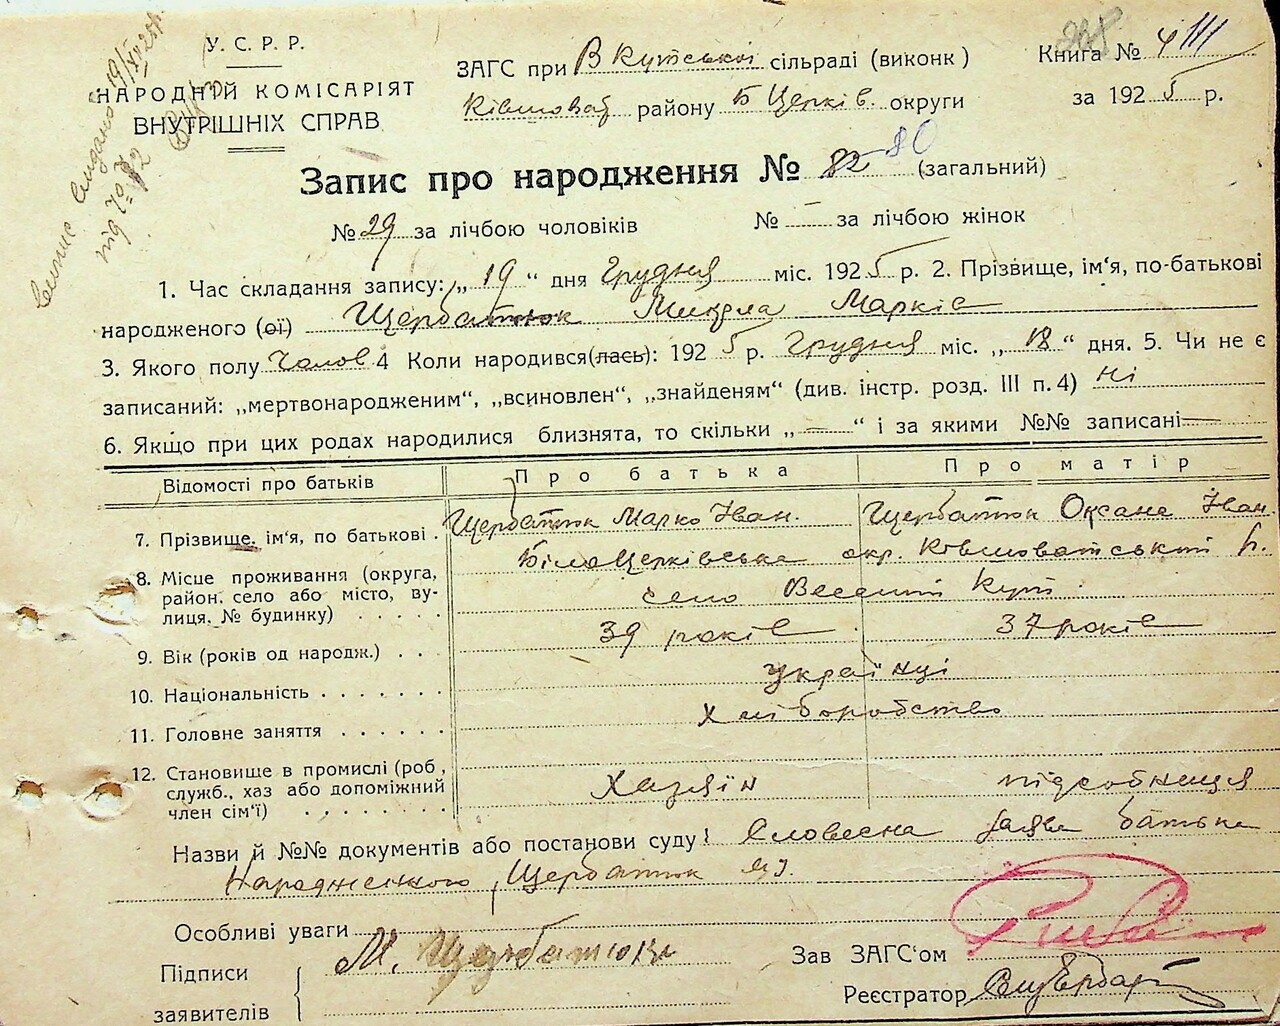 У. С. Р. Р.
НАРОДНІЙ КОМІСАРІЯТ
ВНУТРІШНІХ СПРАВ
ЗАГС при В Кутській сільраді (виконк)
Ківшоват району Б Церків. округи
Книга № 4 III
за 1925 р.
Запис про народження № 82 80 (загальний)
№ 29 за лічбою чоловіків № — за лічбою жінок
1. Час складання запису: „19“ дня Грудня міс. 1925 р. 2. Прізвище, ім'я, по-батькові
народженого (ої) Щербатюк Микола Марків
3. Якого полу Чолов 4 Коли народився(лась): 1925 р. Грудня міс. „18“ дня. 5. Чи не є
записаний: „мертвонародженим“, „всиновлен“, „знайденям“ (див. інстр. розд. III п. 4) ні
6. Якщо при цих родах народилися близнята, то скільки „—“ і за якими №№ записані —
Відомості про батьків Про батька Про матір
7. Прізвище, ім'я, по батькові . Щербатюк Марко Іван. Щербатюк Оксана Іван.
8. Місце проживання (округа, район, село або місто, вулиця, № будинку) . . . . . Білоцерківська окр. Ківшоватський р.
село Веселий Кут
9. Вік (років од народж.) . . . 39 років 37 років
10. Національність . . . . . . . українці
11. Головне заняття . . . . . . Хліборобство
12. Становище в промислі (роб, служб., хаз або допоміжний член сім'ї) . . . . . . . Хазяїн підсобниця
Назви й №№ документів або постанови суду: Словесна заява батька
народженого Щербатюк М. І.
Особливі уваги
Підписи
заявителів
М. Щербатюк
Зав ЗАГС'ом
Реєстратор